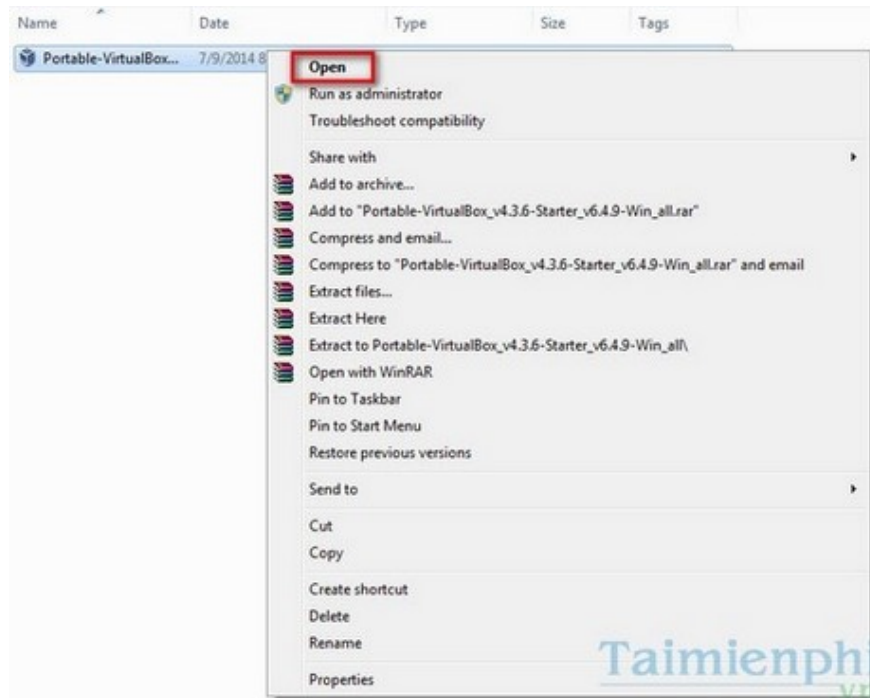 Name Date Type Size Tags
Portable-VirtualBox... 7/9/2014 8
Open
Run as administrator
Troubleshoot compatibility
Share with
Add to archive...
Add to "Portable-VirtualBox_v4.3.6-Starter_v6.4.9-Win_all.rar"
Compress and email...
Compress to "Portable-VirtualBox_v4.3.6-Starter_v6.4.9-Win_all.rar" and email
Extract files...
Extract Here
Extract to Portable-VirtualBox_v4.3.6-Starter_v6.4.9-Win_all\
Open with WinRAR
Pin to Taskbar
Pin to Start Menu
Restore previous versions
Send to
Cut
Copy
Create shortcut
Delete
Rename
Properties
Taimienphi
.vn